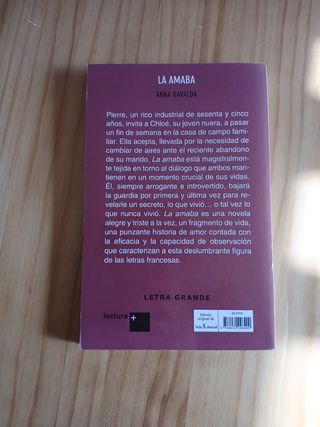 LA AMABA
ANNA GAVALDA
Pierre, un rico industrial de sesenta y cinco
años, invita a Chloé, su joven nuera, a pasar
un fin de semana en la casa de campo fami-
liar. Ella acepta, llevada por la necesidad de
cambiar de aires ante el reciente abandono
de su marido. La amaba está magistralmen-
te tejida en torno al diálogo que ambos man-
tienen en un momento crucial de sus vidas.
Él, siempre arrogante e introvertido, bajará
la guardia por primera y última vez para re-
velarle un secreto, lo que vivió... o tal vez lo
que nunca vivió. La amaba es una novela
alegre y triste a la vez, un fragmento de vida,
una punzante historia de amor contada con
la eficacia y la capacidad de observación
que caracterizan a esta deslumbrante figura
de las letras francesas.
LETRA GRANDE
lectura +
Edición
original de
Seix Barral